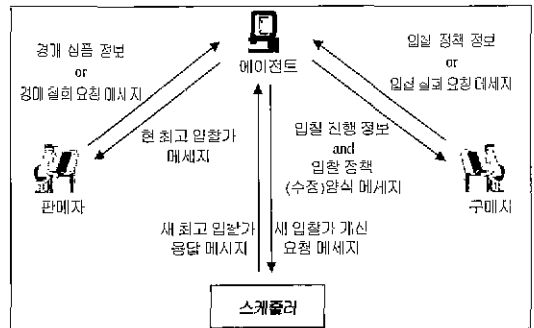 경매 상품 정보
or
경매 철회 요청 메세지
에이전트
입찰 정책 정보
or
입찰 철회 요청 메세지
현 최고 입찰가
메세지
입찰 진행 정보
and
입찰 정책
(수정)양식 메세지
판매자
구매자
새 최고 입찰가
응답 메시지
새 입찰가 갱신
요청 메세지
스케쥴러